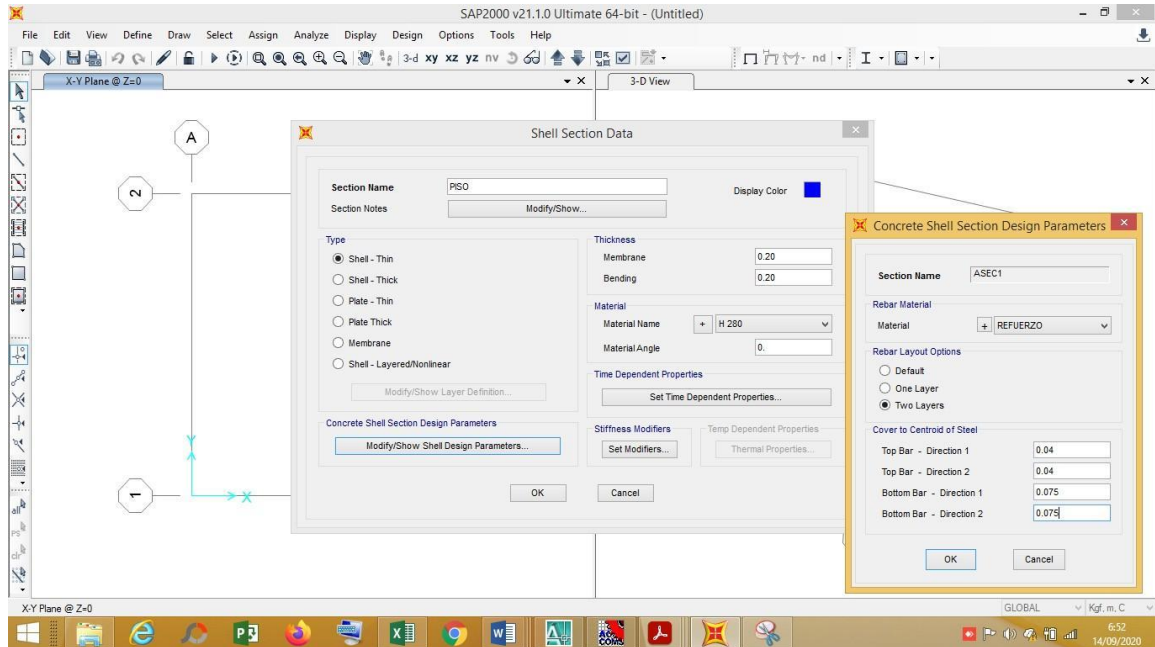 SAP2000 v21.1.0 Ultimate 64-bit - (Untitled)
File Edit View Define Draw Select Assign Analyze Display Design Options Tools Help
3-d xy xz yz nv
nd
X-Y Plane @ Z=0
3-D View
A
2
1
Y
X
all
PS
clr
Shell Section Data
Section Name PISO
Display Color
Section Notes Modify/Show...
Type
Shell - Thin
Shell - Thick
Plate - Thin
Plate Thick
Membrane
Shell - Layered/Nonlinear
Modify/Show Layer Definition...
Concrete Shell Section Design Parameters
Modify/Show Shell Design Parameters...
Thickness
Membrane 0.20
Bending 0.20
Material
Material Name + H 280
Material Angle 0.
Time Dependent Properties
Set Time Dependent Properties...
Stiffness Modifiers
Set Modifiers...
Temp Dependent Properties
Thermal Properties...
OK Cancel
Concrete Shell Section Design Parameters
Section Name ASEC1
Rebar Material
Material + REFUERZO
Rebar Layout Options
Default
One Layer
Two Layers
Cover to Centroid of Steel
Top Bar - Direction 1 0.04
Top Bar - Direction 2 0.04
Bottom Bar - Direction 1 0.075
Bottom Bar - Direction 2 0.075
OK Cancel
X-Y Plane @ Z=0
GLOBAL Kgf, m, C
6:52
14/09/2020